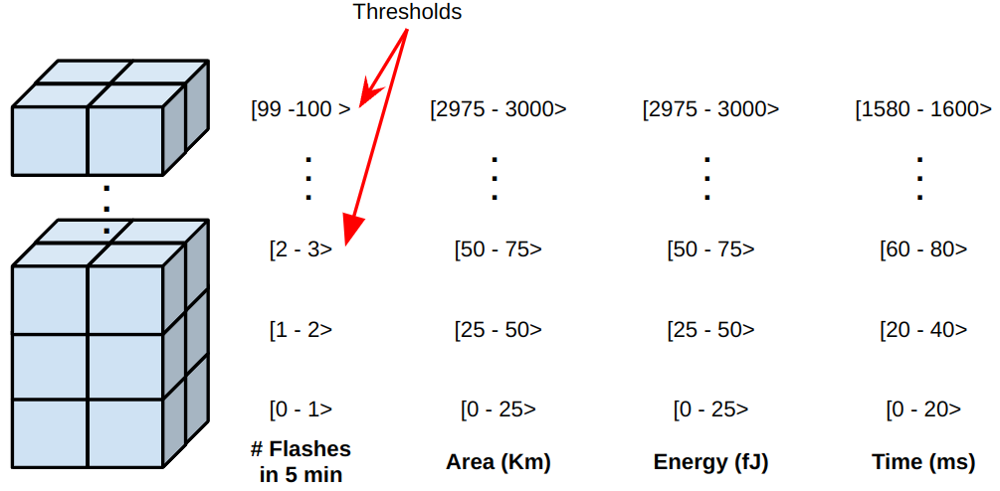 Thresholds
[99 -100 > [2975 - 3000> [2975 - 3000> [1580 - 1600>
[2 - 3> [50 - 75> [50 - 75> [60 - 80>
[1 - 2> [25 - 50> [25 - 50> [20 - 40>
[0 - 1> [0 - 25> [0 - 25> [0 - 20>
# Flashes
in 5 min Area (Km) Energy (fJ) Time (ms)